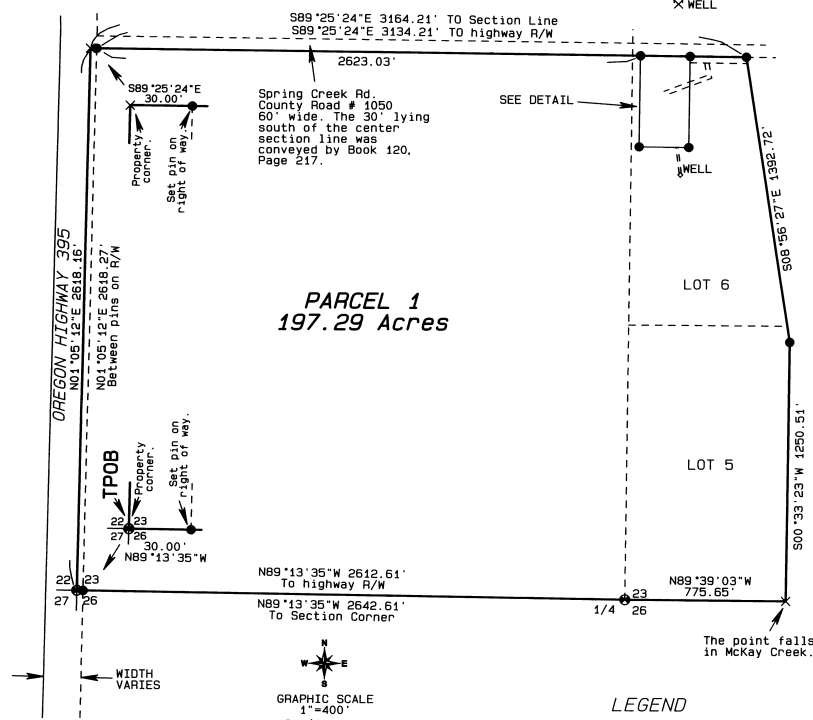 WELL
S89°25'24"E 3164.21' TO Section Line
S89°25'24"E 3134.21' TO highway R/W
2623.03'
S89°25'24"E
30.00'
Property
corner.
Set pin on
right of way.
Spring Creek Rd.
County Road # 1050
60' wide. The 30' lying
south of the center
section line was
conveyed by Book 120,
Page 217.
SEE DETAIL
WELL
S08°56'27"E 1392.72'
OREGON HIGHWAY 395
N01°05'12"E 2618.16'
N01°05'12"E 2618.27'
Between pins on R/W
PARCEL 1
197.29 Acres
LOT 6
LOT 5
S00°33'23"W 1250.51'
TPOB
Property
corner.
Set pin on
right of way.
22 23
27 26
30.00'
N89°13'35"W
N89°13'35"W 2612.61'
To highway R/W
N89°13'35"W 2642.61'
To Section Corner
22 23
27 26
23
1/4 26
N89°39'03"W
775.65'
The point falls
in McKay Creek.
WIDTH
VARIES
N
W E
S
GRAPHIC SCALE
1"=400'
LEGEND